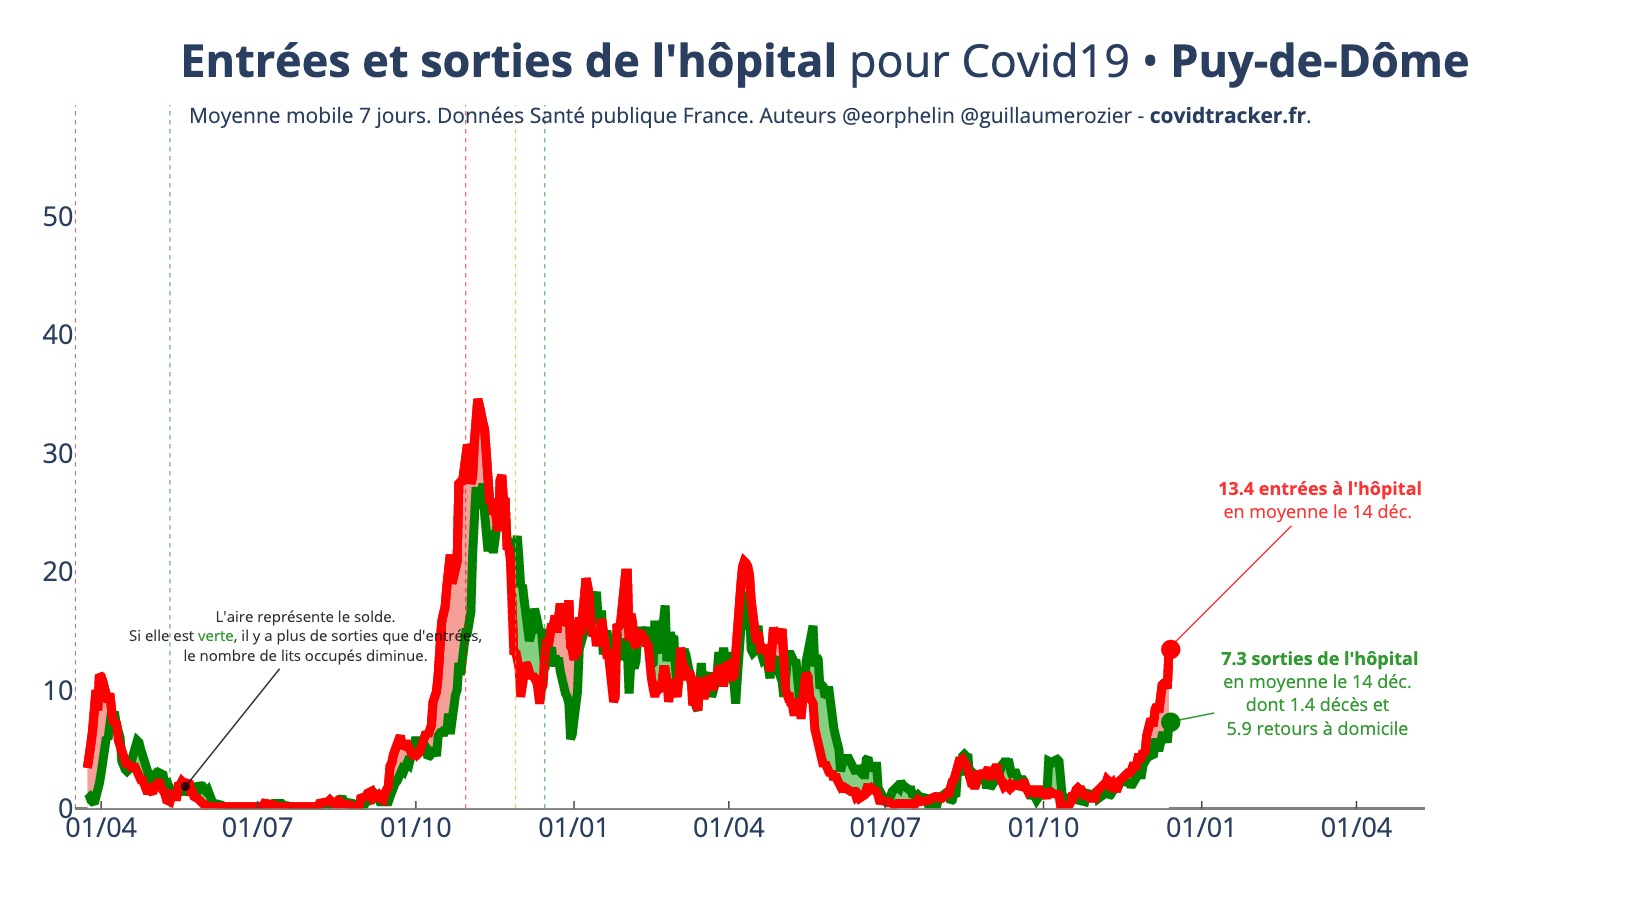 Entrées et sorties de l'hôpital pour Covid19 • Puy-de-Dôme
Moyenne mobile 7 jours. Données Santé publique France. Auteurs @eorphelin @guillaumerozier - covidtracker.fr.
50
40
30
20
10
0
L'aire représente le solde.
Si elle est verte, il y a plus de sorties que d'entrées,
le nombre de lits occupés diminue.
13.4 entrées à l'hôpital
en moyenne le 14 déc.
7.3 sorties de l'hôpital
en moyenne le 14 déc.
dont 1.4 décès et
5.9 retours à domicile
01/04 01/07 01/10 01/01 01/04 01/07 01/10 01/01 01/04